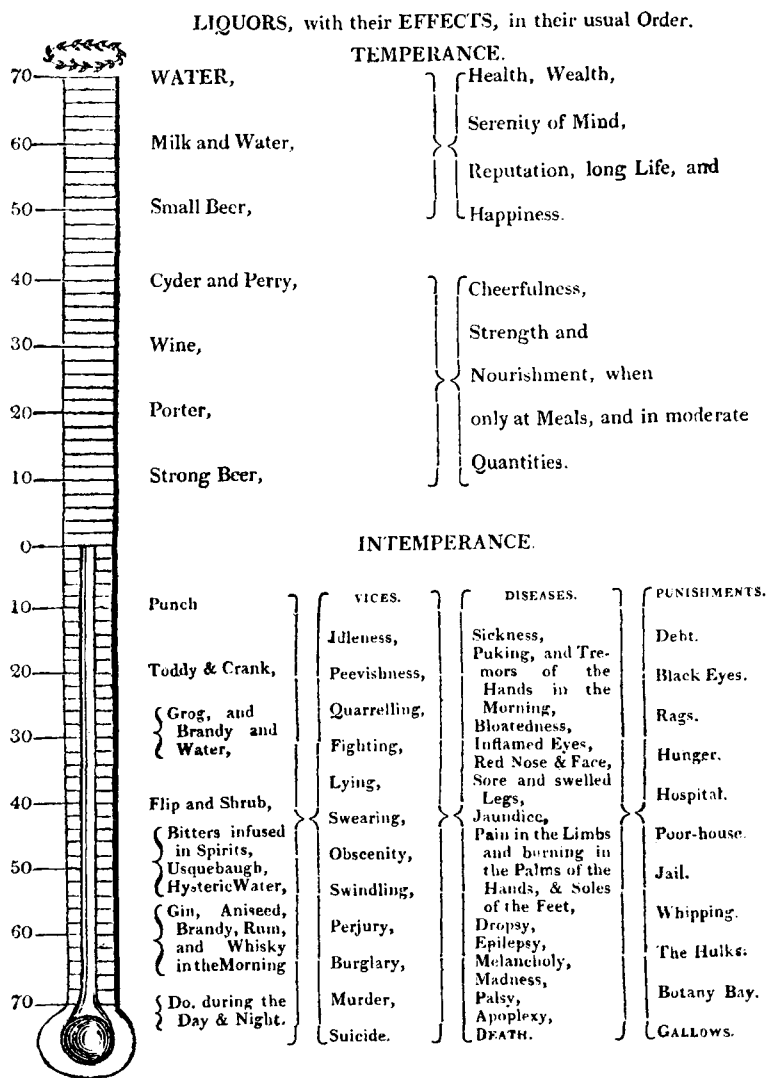 LIQUORS, with their EFFECTS, in their usual Order.
TEMPERANCE.
70
WATER,
60
Milk and Water,
50
Small Beer,
Health, Wealth,
Serenity of Mind,
Reputation, long Life, and
Happiness.
40
Cyder and Perry,
30
Wine,
20
Porter,
10
Strong Beer,
Cheerfulness,
Strength and
Nourishment, when
only at Meals, and in moderate
Quantities.
0
INTEMPERANCE.
10
Punch
20
Toddy & Crank,
30
Grog, and
Brandy and
Water,
40
Flip and Shrub,
50
Bitters infused
in Spirits,
Usquebaugh,
Hysteric Water,
60
Gin, Aniseed,
Brandy, Rum,
and Whisky
in the Morning
70
Do. during the
Day & Night.
VICES.
Idleness,
Peevishness,
Quarrelling,
Fighting,
Lying,
Swearing,
Obscenity,
Swindling,
Perjury,
Burglary,
Murder,
Suicide.
DISEASES.
Sickness,
Puking, and Tre-
mors of the
Hands in the
Morning,
Bloatedness,
Inflamed Eyes,
Red Nose & Face,
Sore and swelled
Legs,
Jaundice,
Pain in the Limbs
and burning in
the Palms of the
Hands, & Soles
of the Feet,
Dropsy,
Epilepsy,
Melancholy,
Madness,
Palsy,
Apoplexy,
DEATH.
PUNISHMENTS.
Debt.
Black Eyes.
Rags.
Hunger.
Hospital.
Poor-house.
Jail.
Whipping.
The Hulks.
Botany Bay.
GALLOWS.